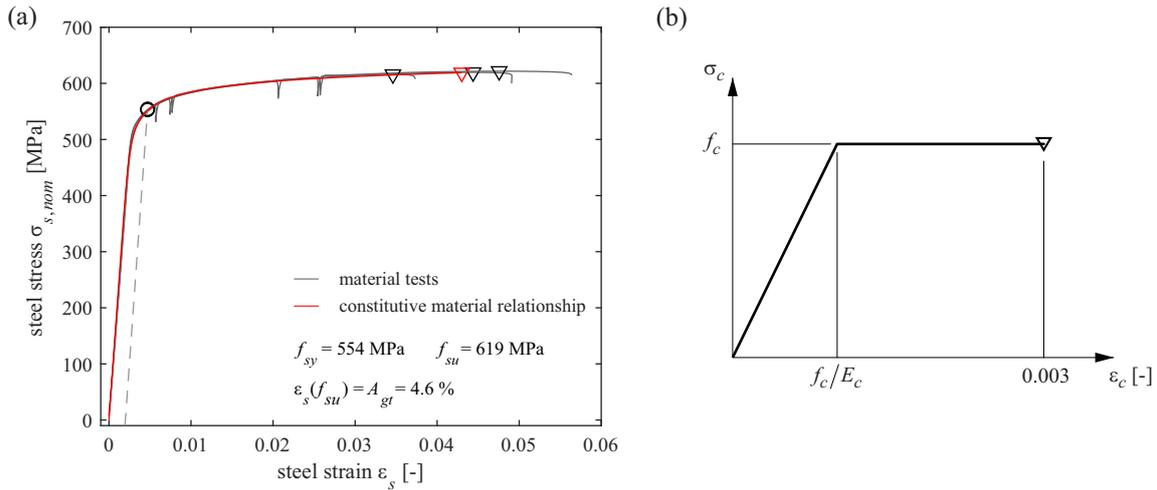 (a)
700
600
500
400
300
200
100
0
steel stress σs,nom [MPa]
material tests
constitutive material relationship
fsy = 554 MPa fsu = 619 MPa
εs(fsu) = Agt = 4.6 %
0 0.01 0.02 0.03 0.04 0.05 0.06
steel strain εs [-]
(b)
σc
fc
fc/Ec 0.003 εc [-]